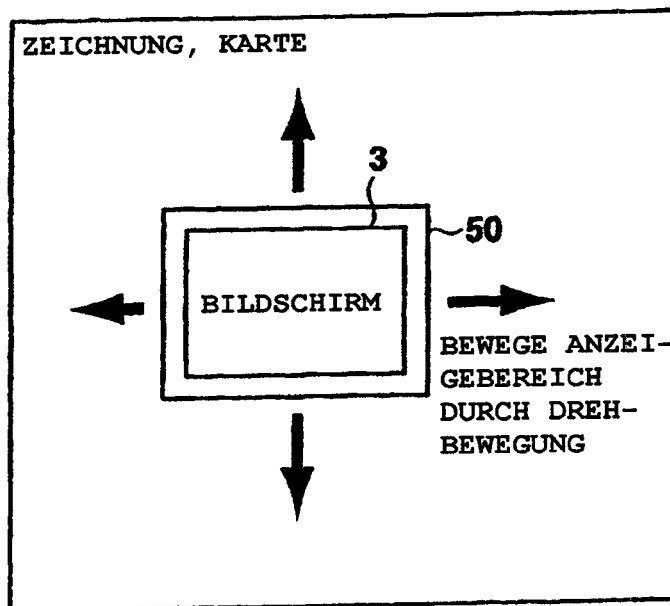 ZEICHNUNG, KARTE
3
50
BILDSCHIRM
BEWEGE ANZEI-
GEBEREICH
DURCH DREH-
BEWEGUNG